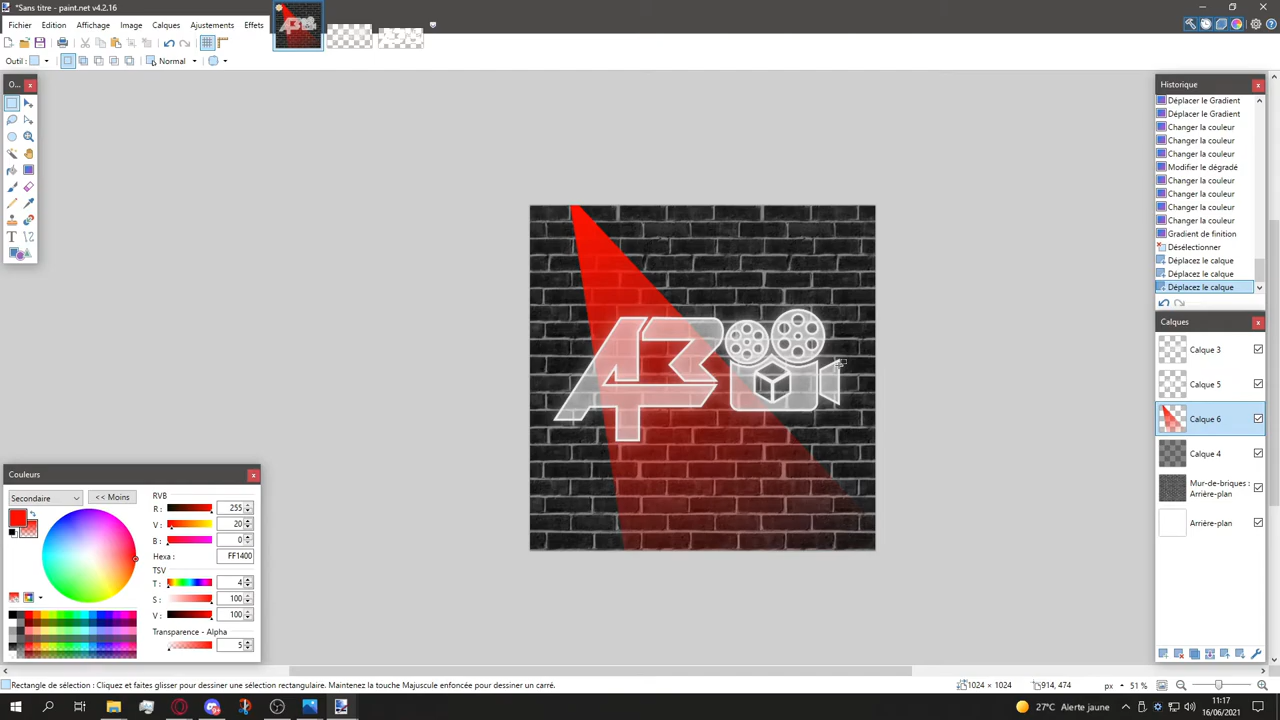 *Sans titre - paint.net v4.2.16
Fichier Edition Affichage Image Calques Ajustements Effets
Outil : Normal
O...
Historique
Déplacer le Gradient
Déplacer le Gradient
Changer la couleur
Changer la couleur
Changer la couleur
Modifier le dégradé
Changer la couleur
Changer la couleur
Changer la couleur
Changer la couleur
Gradient de finition
Désélectionner
Déplacez le calque
Déplacez le calque
Déplacez le calque
Calques
Calque 3
Calque 5
Calque 6
Calque 4
Mur-de-briques :
Arrière-plan
Arrière-plan
Couleurs
Secondaire
<< Moins
RVB
R : 255
V : 20
B : 0
Hexa : FF1400
TSV
T : 4
S : 100
V : 100
Transparence - Alpha
5
Rectangle de sélection : Cliquez et faites glisser pour dessiner une sélection rectangulaire. Maintenez la touche Majuscule enfoncée pour dessiner un carré.
1024 × 1024 914, 474 px 51 %
27°C Alerte jaune
11:17
16/06/2021